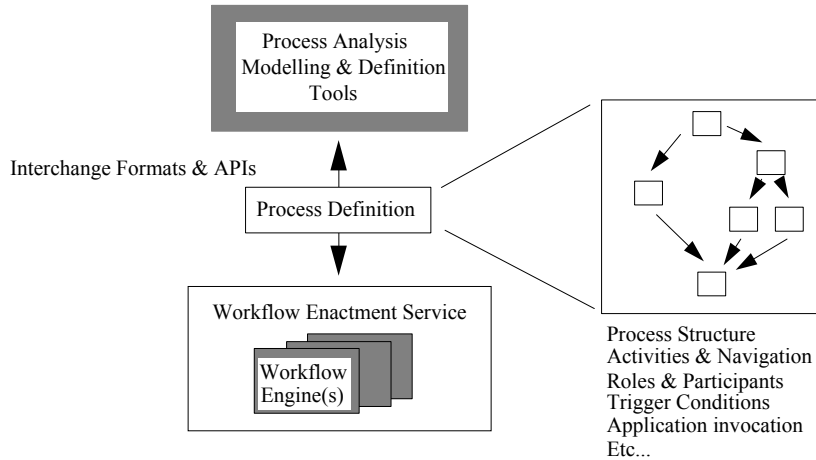 Process Analysis
Modelling & Definition
Tools
Interchange Formats & APIs
Process Definition
Workflow Enactment Service
Workflow
Engine(s)
Process Structure
Activities & Navigation
Roles & Participants
Trigger Conditions
Application invocation
Etc...